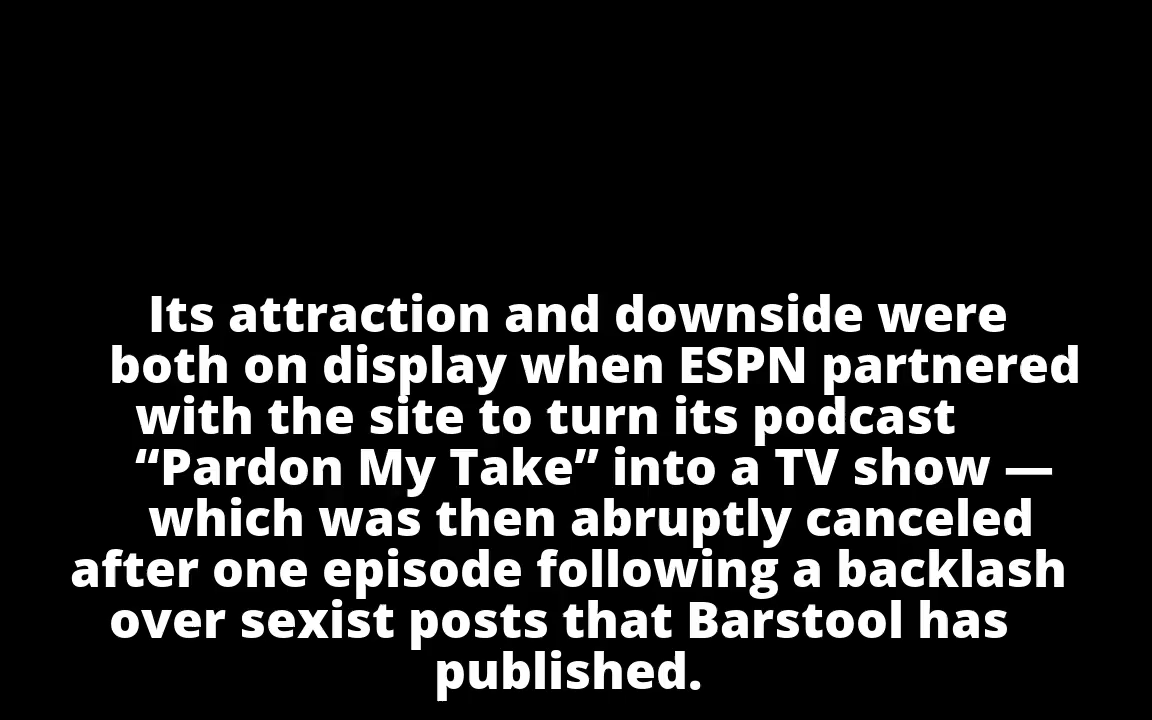 Its attraction and downside were
both on display when ESPN partnered
with the site to turn its podcast
“Pardon My Take” into a TV show —
which was then abruptly canceled
after one episode following a backlash
over sexist posts that Barstool has
published.